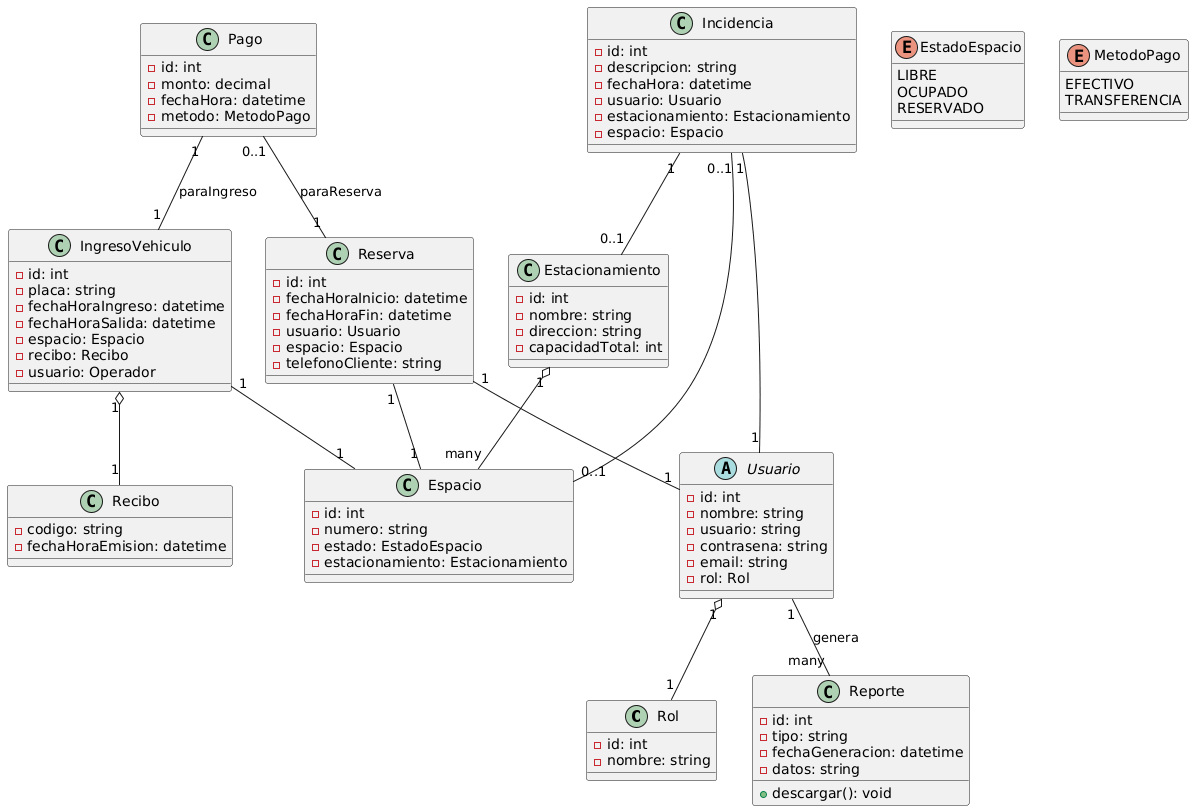 Pago
id: int
monto: decimal
fechaHora: datetime
metodo: MetodoPago
Incidencia
id: int
descripcion: string
fechaHora: datetime
usuario: Usuario
estacionamiento: Estacionamiento
espacio: Espacio
EstadoEspacio
LIBRE
OCUPADO
RESERVADO
MetodoPago
EFECTIVO
TRANSFERENCIA
1
0..1
1
0..1
1
paraIngreso
paraReserva
1
1
0..1
IngresoVehiculo
id: int
placa: string
fechaHoraIngreso: datetime
fechaHoraSalida: datetime
espacio: Espacio
recibo: Recibo
usuario: Operador
Reserva
id: int
fechaHoraInicio: datetime
fechaHoraFin: datetime
usuario: Usuario
espacio: Espacio
telefonoCliente: string
Estacionamiento
id: int
nombre: string
direccion: string
capacidadTotal: int
1
1
1
1
1
1
1
1
many
1
1
0..1
1
Recibo
codigo: string
fechaHoraEmision: datetime
Espacio
id: int
numero: string
estado: EstadoEspacio
estacionamiento: Estacionamiento
Usuario
id: int
nombre: string
usuario: string
contrasena: string
email: string
rol: Rol
1
1
genera
1
many
Rol
id: int
nombre: string
Reporte
id: int
tipo: string
fechaGeneracion: datetime
datos: string
descargar(): void